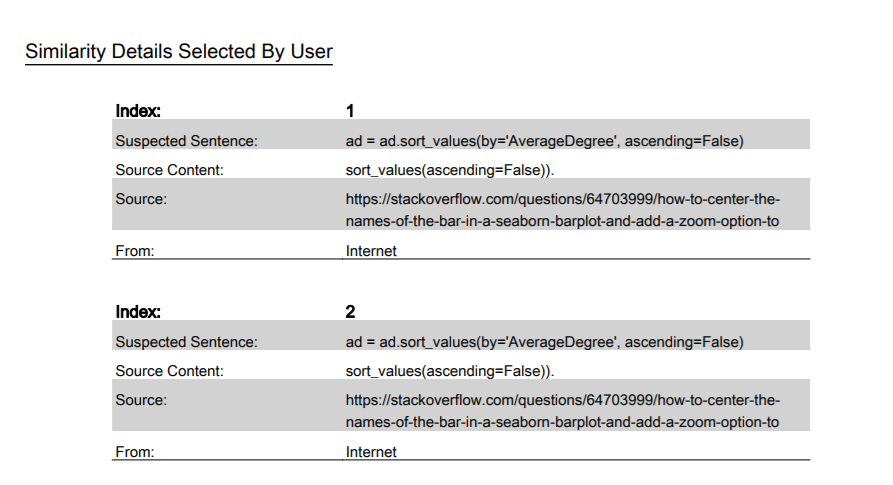 Similarity Details Selected By User
Index: 1
Suspected Sentence: ad = ad.sort_values(by='AverageDegree', ascending=False)
Source Content: sort_values(ascending=False)).
Source: https://stackoverflow.com/questions/64703999/how-to-center-the-
names-of-the-bar-in-a-seaborn-barplot-and-add-a-zoom-option-to
From: Internet
Index: 2
Suspected Sentence: ad = ad.sort_values(by='AverageDegree', ascending=False)
Source Content: sort_values(ascending=False)).
Source: https://stackoverflow.com/questions/64703999/how-to-center-the-
names-of-the-bar-in-a-seaborn-barplot-and-add-a-zoom-option-to
From: Internet